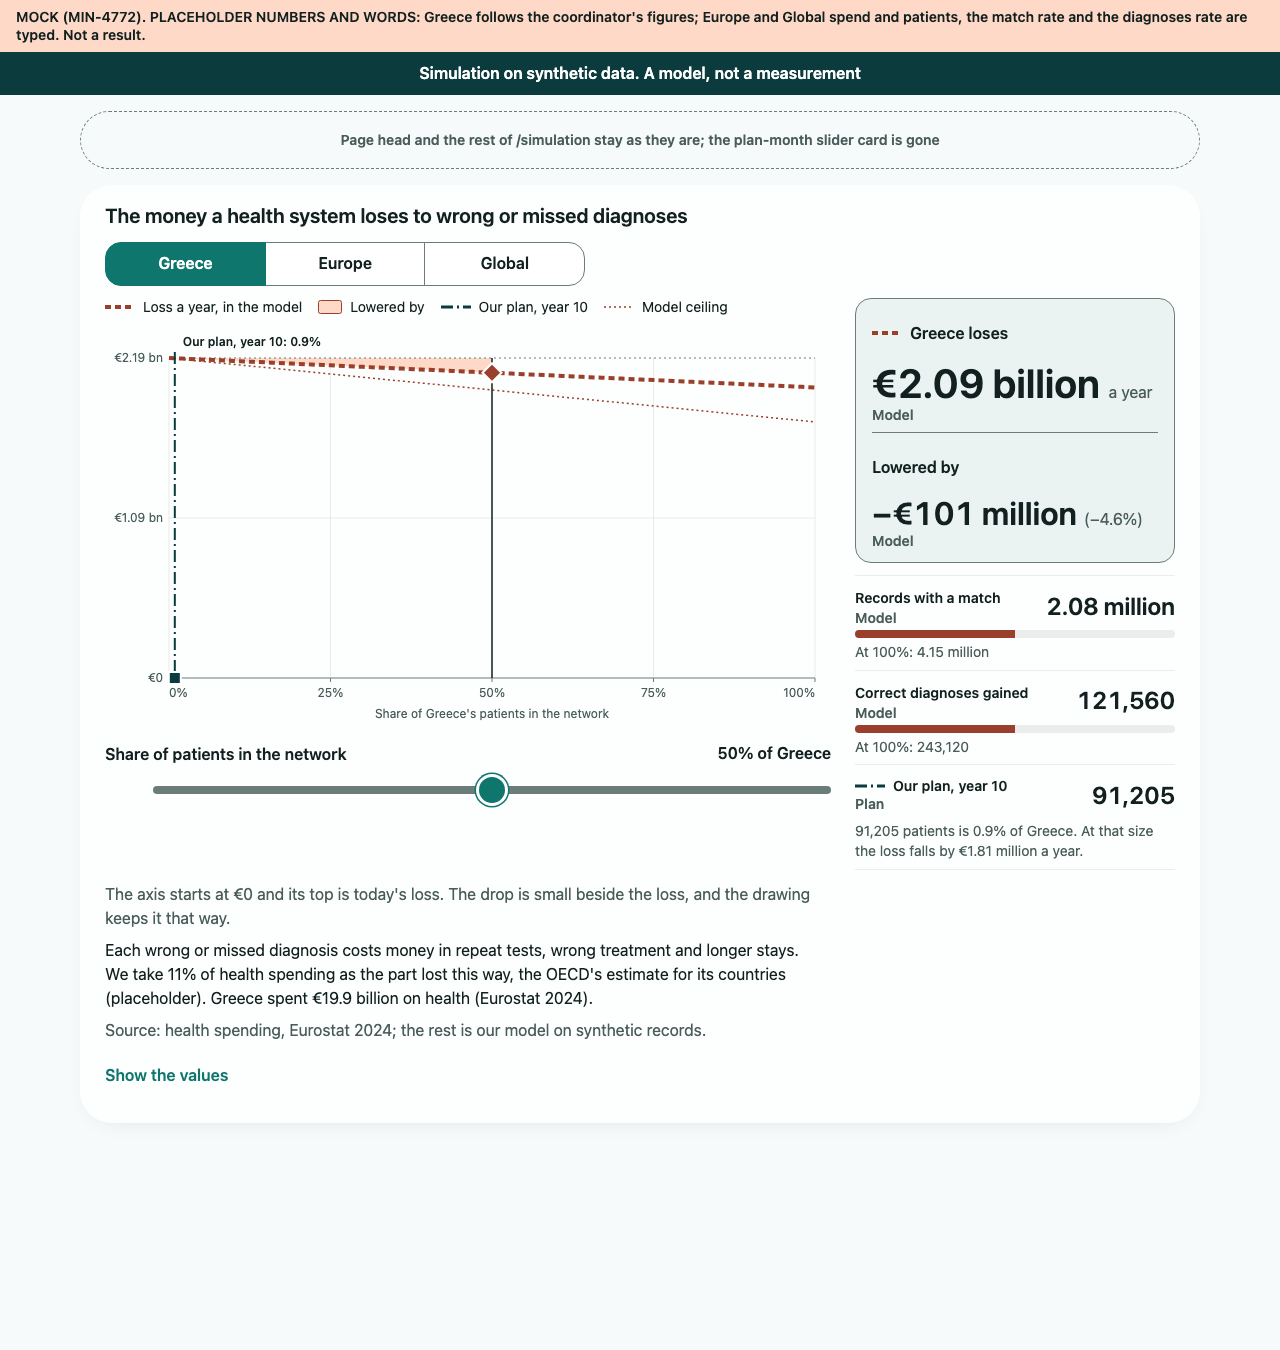 MOCK (MIN-4772). PLACEHOLDER NUMBERS AND WORDS: Greece follows the coordinator's figures; Europe and Global spend and patients, the match rate and the diagnoses rate are
typed. Not a result.
Simulation on synthetic data. A model, not a measurement
Page head and the rest of /simulation stay as they are; the plan-month slider card is gone
The money a health system loses to wrong or missed diagnoses
Greece
Europe
Global
Loss a year, in the model
Lowered by
Our plan, year 10
Model ceiling
Our plan, year 10: 0.9%
€2.19 bn
€1.09 bn
€0
0%
25%
50%
75%
100%
Share of Greece's patients in the network
Share of patients in the network
50% of Greece
Greece loses
€2.09 billion a year
Model
Lowered by
−€101 million (−4.6%)
Model
Records with a match
Model
2.08 million
At 100%: 4.15 million
Correct diagnoses gained
Model
121,560
At 100%: 243,120
Our plan, year 10
Plan
91,205
91,205 patients is 0.9% of Greece. At that size
the loss falls by €1.81 million a year.
The axis starts at €0 and its top is today's loss. The drop is small beside the loss, and the drawing
keeps it that way.
Each wrong or missed diagnosis costs money in repeat tests, wrong treatment and longer stays.
We take 11% of health spending as the part lost this way, the OECD's estimate for its countries
(placeholder). Greece spent €19.9 billion on health (Eurostat 2024).
Source: health spending, Eurostat 2024; the rest is our model on synthetic records.
Show the values